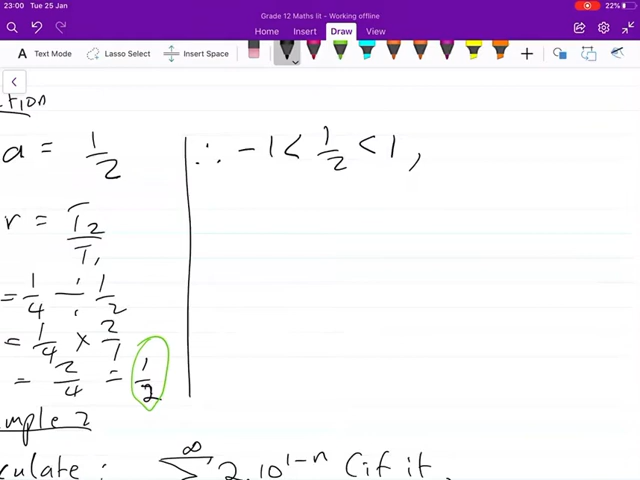 23:00 Tue 25 Jan
Grade 12 Maths lit - Working offline
22%
Home Insert Draw View
A Text Mode Lasso Select Insert Space
ction
a = 1/2
∴ -1 < 1/2 < 1,
r = T2/T1
= 1/4 ÷ 1/2
= 1/4 × 2/1
= 2/4 = 1/2
mple 2
culate : ∞ Σ 2.10^(1-n) (if it